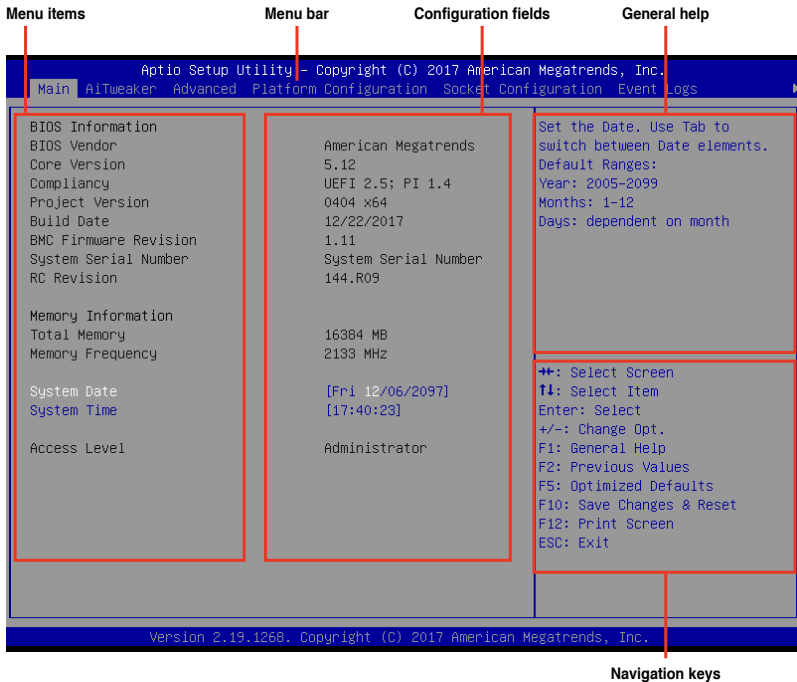 Menu items Menu bar Configuration fields General help
Aptio Setup Utility – Copyright (C) 2017 American Megatrends, Inc.
Main AiTweaker Advanced Platform Configuration Socket Configuration Event Logs
BIOS Information
BIOS Vendor American Megatrends
Core Version 5.12
Compliancy UEFI 2.5; PI 1.4
Project Version 0404 x64
Build Date 12/22/2017
BMC Firmware Revision 1.11
System Serial Number System Serial Number
RC Revision 144.R09
Memory Information
Total Memory 16384 MB
Memory Frequency 2133 MHz
System Date [Fri 12/06/2097]
System Time [17:40:23]
Access Level Administrator
Set the Date. Use Tab to
switch between Date elements.
Default Ranges:
Year: 2005-2099
Months: 1-12
Days: dependent on month
→←: Select Screen
↑↓: Select Item
Enter: Select
+/-: Change Opt.
F1: General Help
F2: Previous Values
F5: Optimized Defaults
F10: Save Changes & Reset
F12: Print Screen
ESC: Exit
Version 2.19.1268. Copyright (C) 2017 American Megatrends, Inc.
Navigation keys